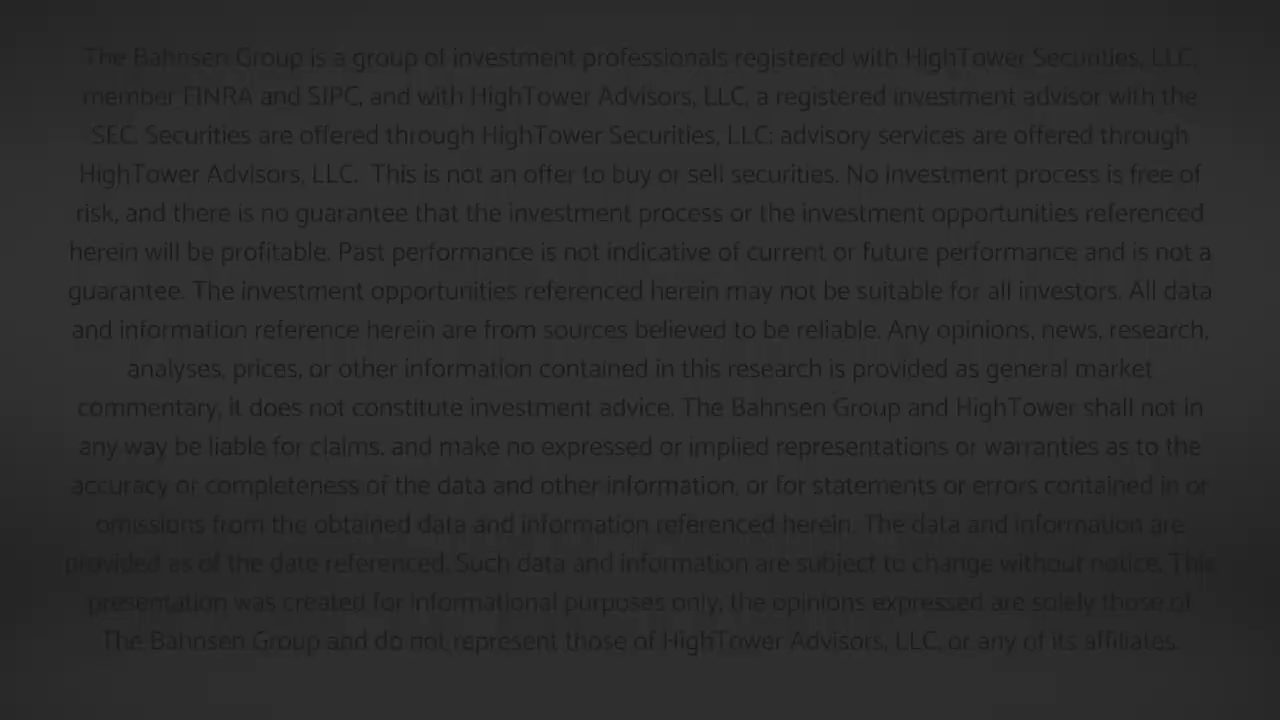 The Bahnsen Group is a group of investment professionals registered with HighTower Securities, LLC,
member FINRA and SIPC, and with HighTower Advisors, LLC, a registered investment advisor with the
SEC. Securities are offered through HighTower Securities, LLC; advisory services are offered through
HighTower Advisors, LLC. This is not an offer to buy or sell securities. No investment process is free of
risk, and there is no guarantee that the investment process or the investment opportunities referenced
herein will be profitable. Past performance is not indicative of current or future performance and is not a
guarantee. The investment opportunities referenced herein may not be suitable for all investors. All data
and information reference herein are from sources believed to be reliable. Any opinions, news, research,
analyses, prices, or other information contained in this research is provided as general market
commentary, it does not constitute investment advice. The Bahnsen Group and HighTower shall not in
any way be liable for claims, and make no expressed or implied representations or warranties as to the
accuracy or completeness of the data and other information, or for statements or errors contained in or
omissions from the obtained data and information referenced herein. The data and information are
provided as of the date referenced. Such data and information are subject to change without notice. This
presentation was created for informational purposes only; the opinions expressed are solely those of
The Bahnsen Group and do not represent those of HighTower Advisors, LLC, or any of its affiliates.